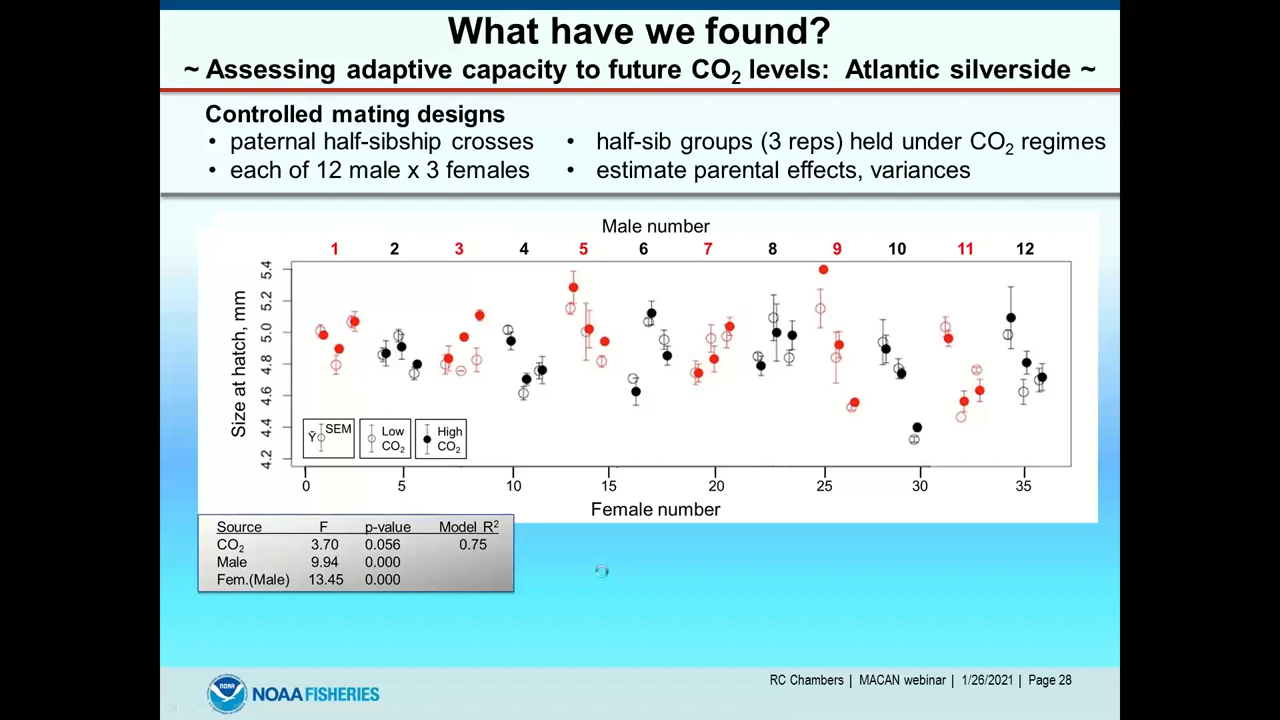 What have we found?
~ Assessing adaptive capacity to future CO2 levels: Atlantic silverside ~
Controlled mating designs
• paternal half-sibship crosses
• each of 12 male x 3 females
• half-sib groups (3 reps) held under CO2 regimes
• estimate parental effects, variances
Male number
1 2 3 4 5 6 7 8 9 10 11 12
Size at hatch, mm
5.4
5.2
5.0
4.8
4.6
4.4
4.2
Ȳ SEM
Low CO2
High CO2
0 5 10 15 20 25 30 35
Female number
Source F p-value Model R2
CO2 3.70 0.056 0.75
Male 9.94 0.000
Fem.(Male) 13.45 0.000
NOAA
NOAA FISHERIES
RC Chambers | MACAN webinar | 1/26/2021 | Page 28